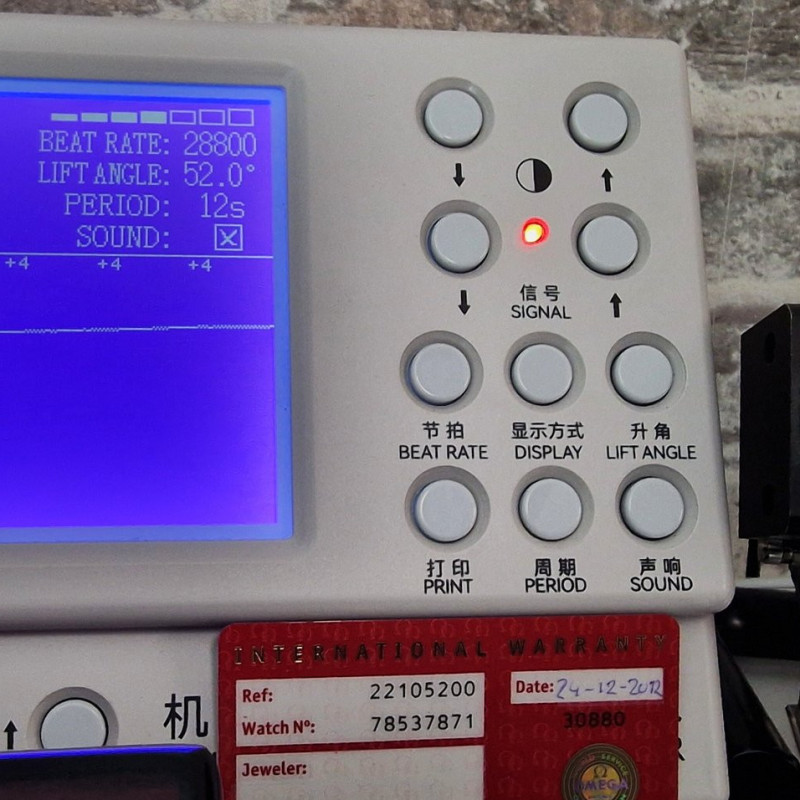 BEAT RATE: 28800
LIFT ANGLE: 52.0°
PERIOD: 12s
SOUND:
+4 +4 +4
信号
SIGNAL
节拍 显示方式 升角
BEAT RATE DISPLAY LIFT ANGLE
打印 周期 声响
PRINT PERIOD SOUND
机
INTERNATIONAL WARRANTY
Ref: 22105200
Date: 24-12-2012
Watch Nº: 78537871
30880
Jeweler:
OMEGA